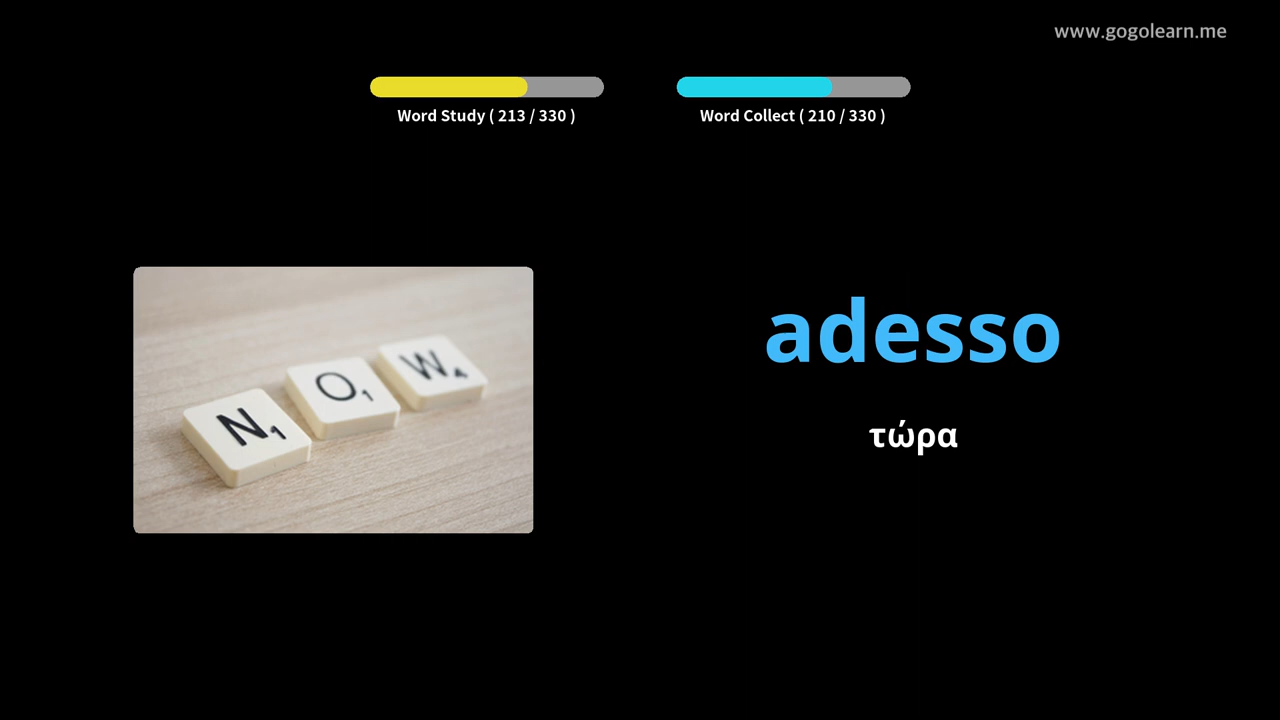 www.gogolearn.me
Word Study ( 213 / 330 )
Word Collect ( 210 / 330 )
N1 O1 W4
adesso
τώρα